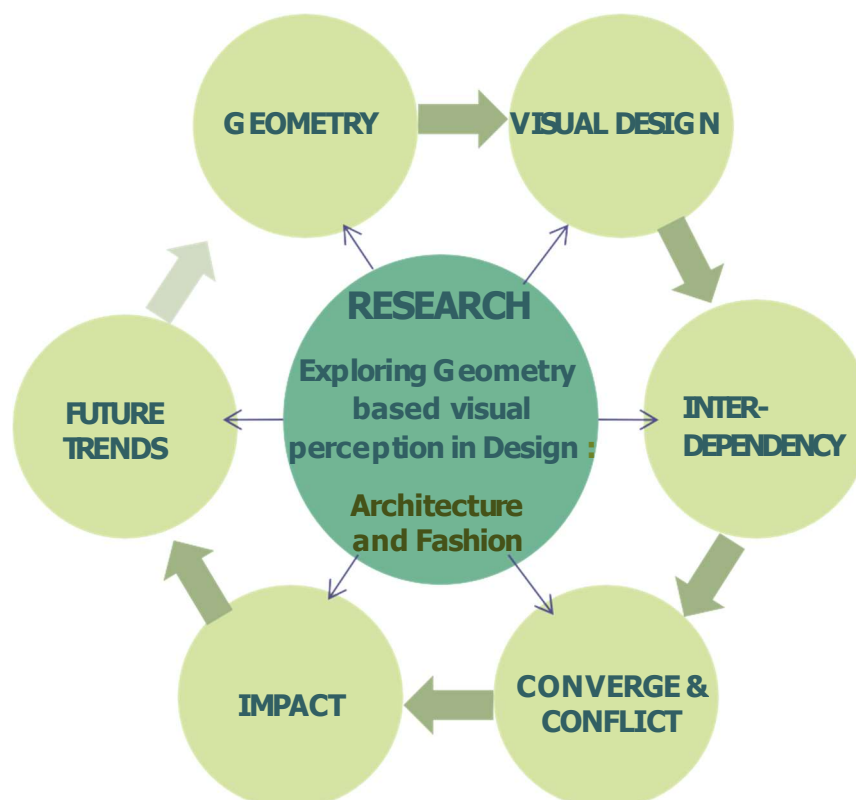 GEOMETRY
VISUAL DESIGN
RESEARCH
Exploring Geometry
based visual
perception in Design :
Architecture
and Fashion
INTER-
DEPENDENCY
CONVERGE &
CONFLICT
IMPACT
FUTURE
TRENDS